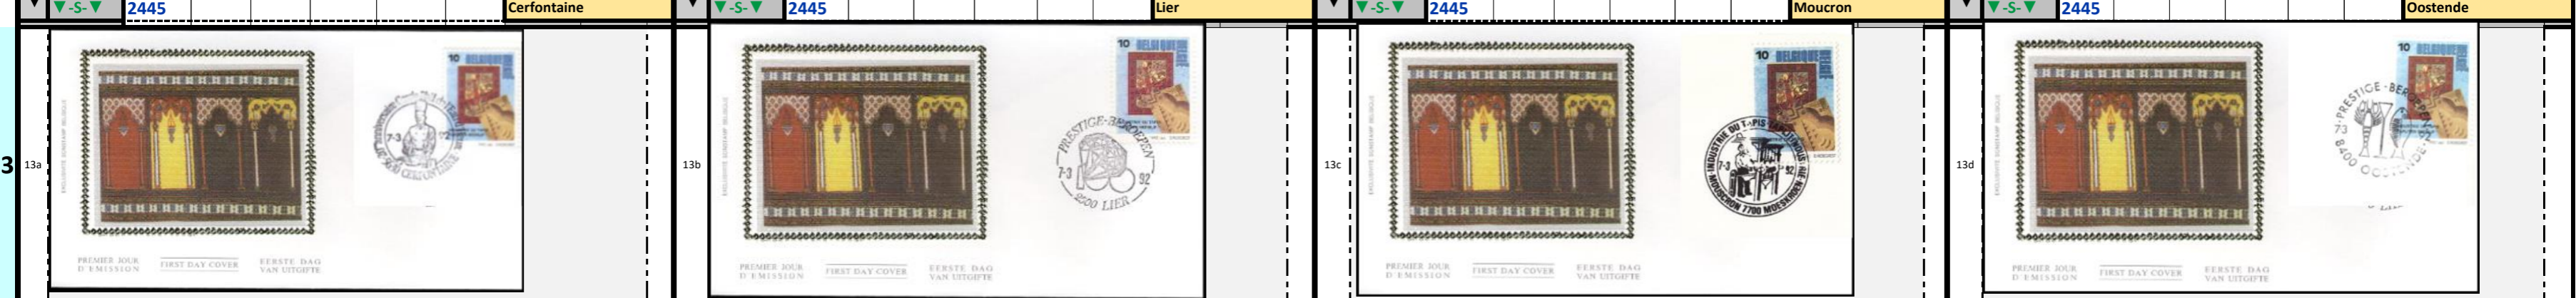 ▼ ▼ -S- ▼ 2445 Cerfontaine
▼ ▼ -S- ▼ 2445 Lier
▼ ▼ -S- ▼ 2445 Moucron
▼ ▼ -S- ▼ 2445 Oostende
3
13a
10 BELGIQUE
7-3
PREMIER JOUR
D'EMISSION
FIRST DAY COVER
EERSTE DAG
VAN UITGIFTE
13b
10 BELGIQUE
PRESTIGE-BEROEPEN
7-3 92
2500 LIER
PREMIER JOUR
D'EMISSION
FIRST DAY COVER
EERSTE DAG
VAN UITGIFTE
13c
10 BELGIQUE
7-3 92
MOUSCRON 7700 MOESKROEN
PREMIER JOUR
D'EMISSION
FIRST DAY COVER
EERSTE DAG
VAN UITGIFTE
13d
10 BELGIQUE
PRESTIGE-BEROEPEN
73 92
8400 OOSTENDE
PREMIER JOUR
D'EMISSION
FIRST DAY COVER
EERSTE DAG
VAN UITGIFTE